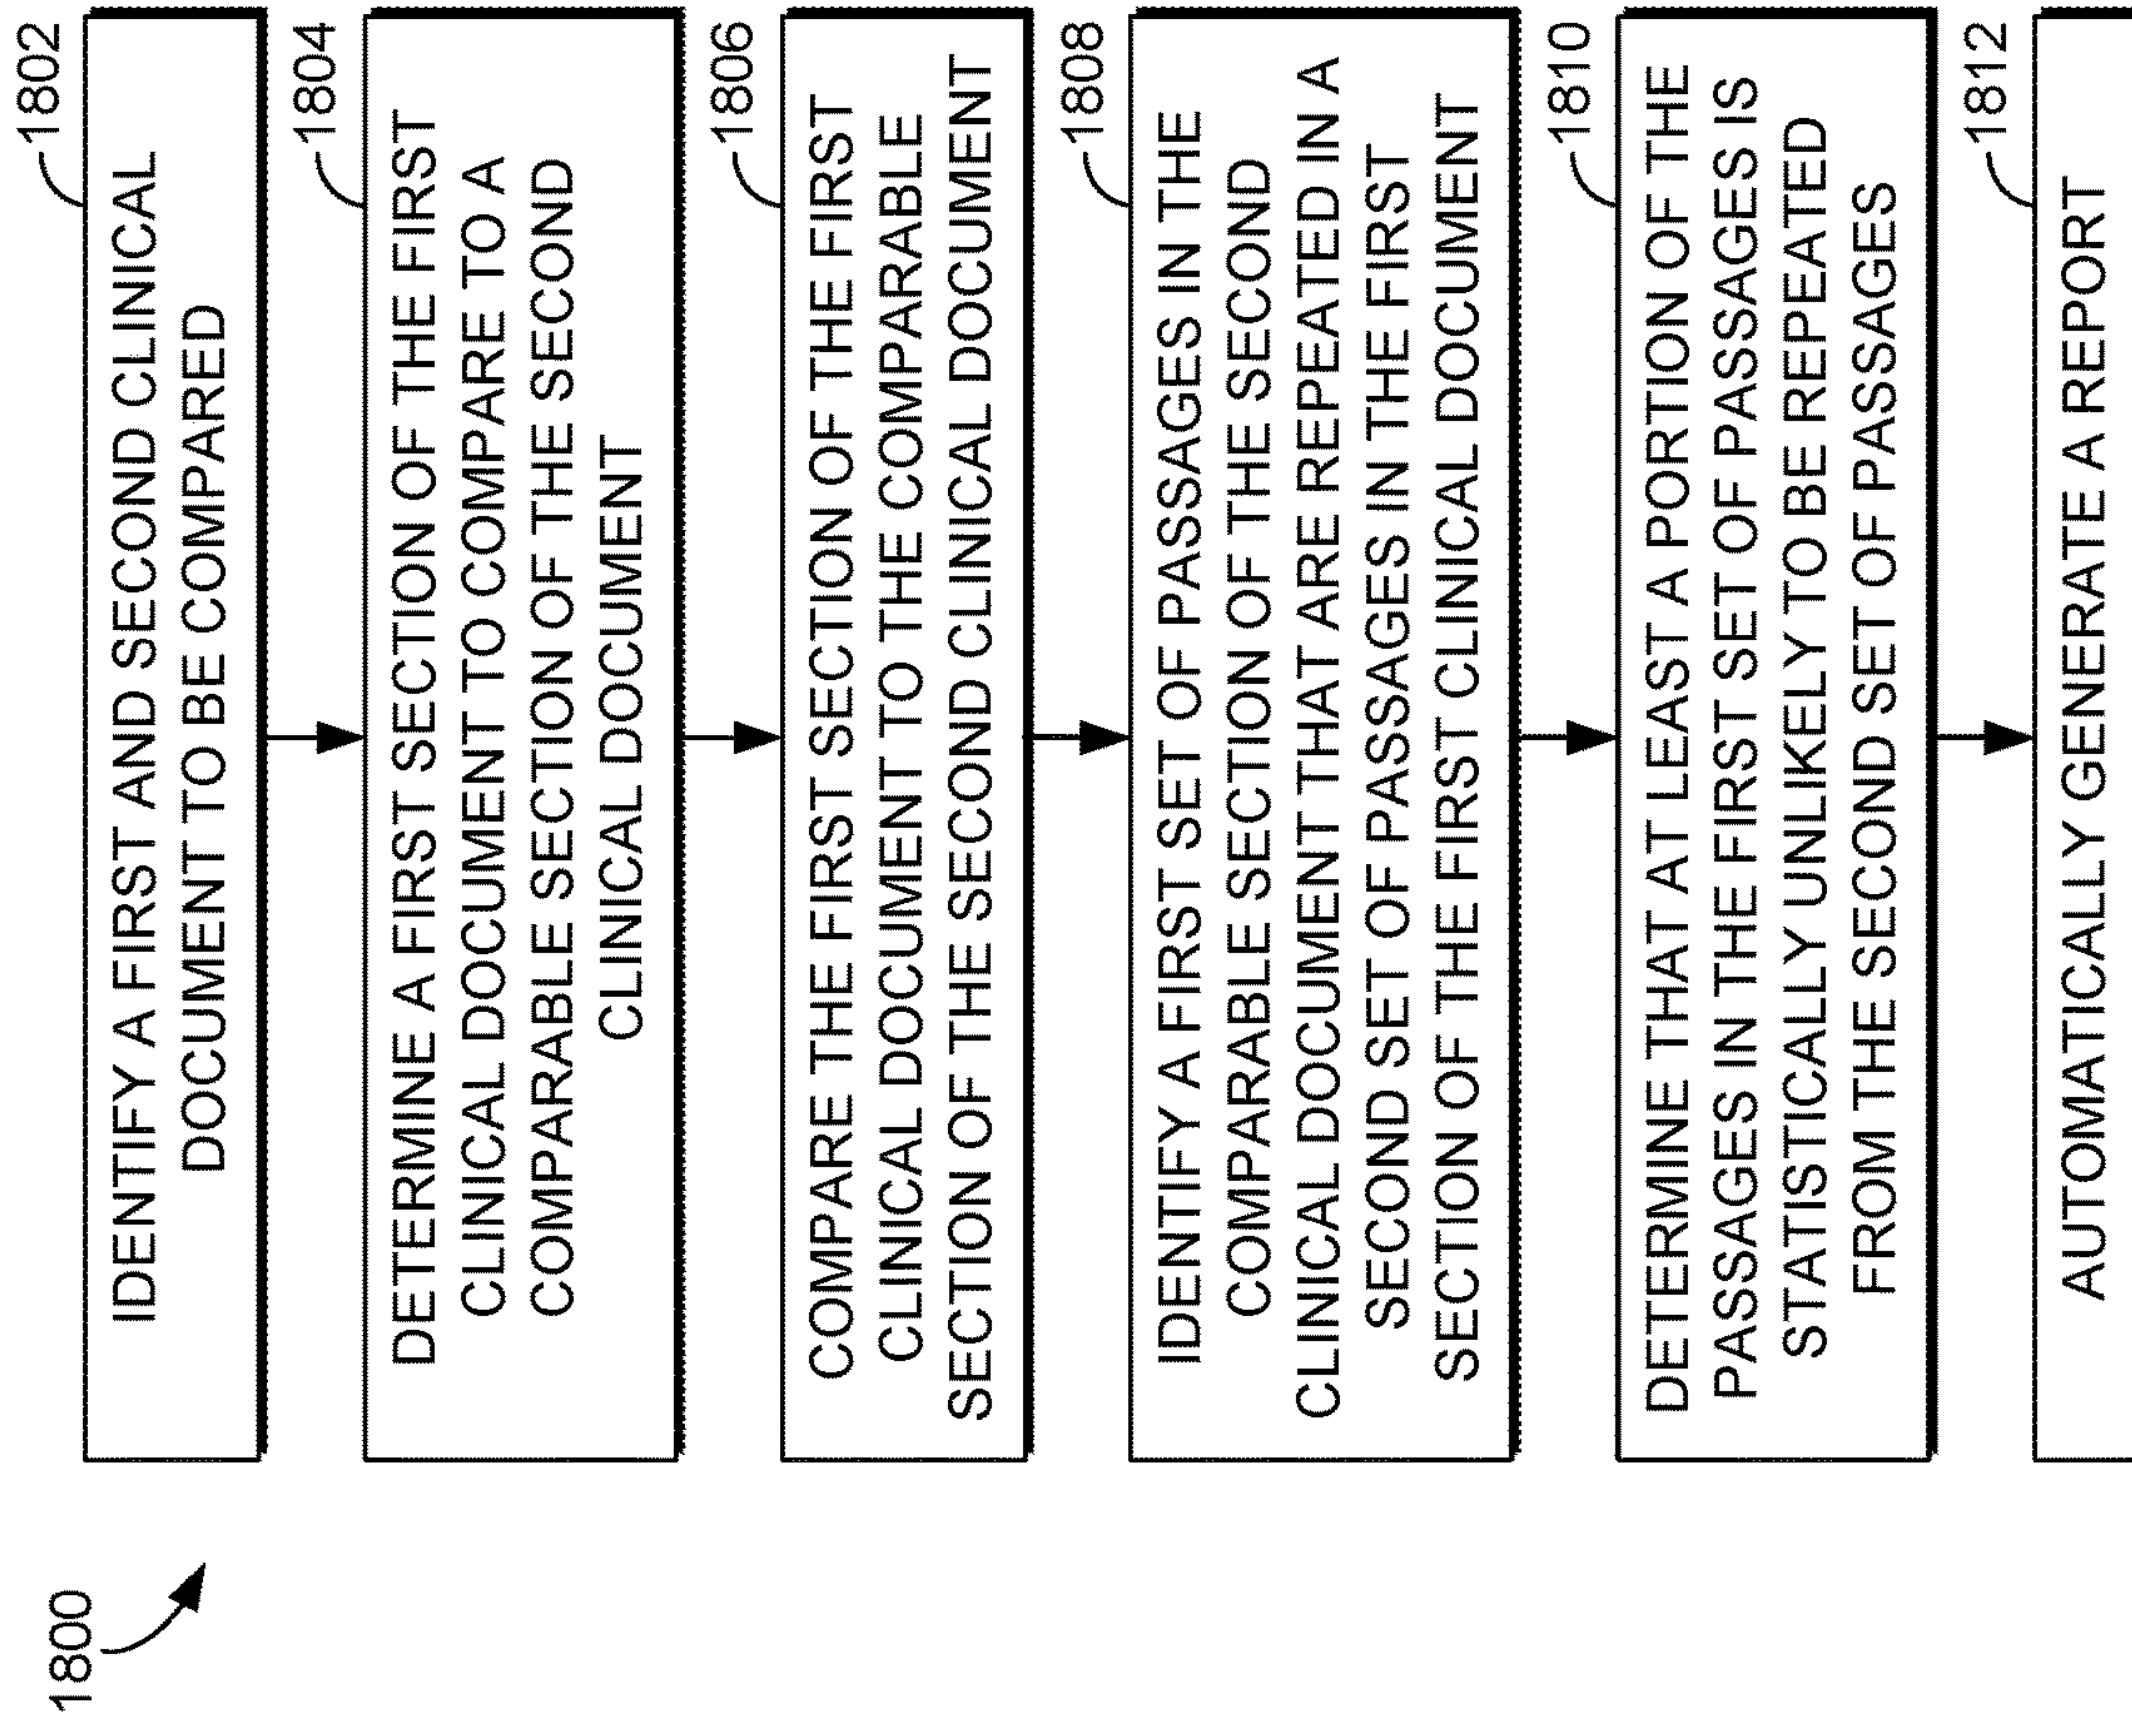 1800
1802
IDENTIFY A FIRST AND SECOND CLINICAL
DOCUMENT TO BE COMPARED
1804
DETERMINE A FIRST SECTION OF THE FIRST
CLINICAL DOCUMENT TO COMPARE TO A
COMPARABLE SECTION OF THE SECOND
CLINICAL DOCUMENT
1806
COMPARE THE FIRST SECTION OF THE FIRST
CLINICAL DOCUMENT TO THE COMPARABLE
SECTION OF THE SECOND CLINICAL DOCUMENT
1808
IDENTIFY A FIRST SET OF PASSAGES IN THE
COMPARABLE SECTION OF THE SECOND
CLINICAL DOCUMENT THAT ARE REPEATED IN A
SECOND SET OF PASSAGES IN THE FIRST
SECTION OF THE FIRST CLINICAL DOCUMENT
1810
DETERMINE THAT AT LEAST A PORTION OF THE
PASSAGES IN THE FIRST SET OF PASSAGES IS
STATISTICALLY UNLIKELY TO BE REPEATED
FROM THE SECOND SET OF PASSAGES
1812
AUTOMATICALLY GENERATE A REPORT